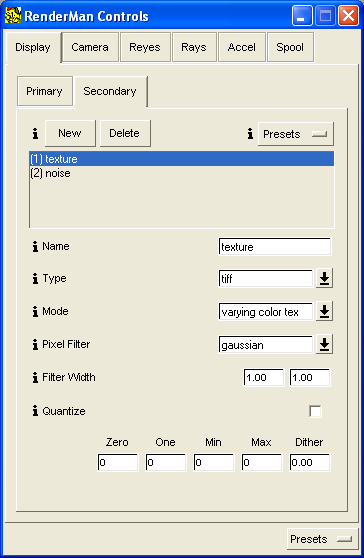 RenderMan Controls
Display Camera Reyes Rays Accel Spool
Primary Secondary
i New Delete i Presets
(1) texture
(2) noise
i Name texture
i Type tiff
i Mode varying color tex
i Pixel Filter gaussian
i Filter Width 1.00 1.00
i Quantize
Zero One Min Max Dither
0 0 0 0 0.00
Presets